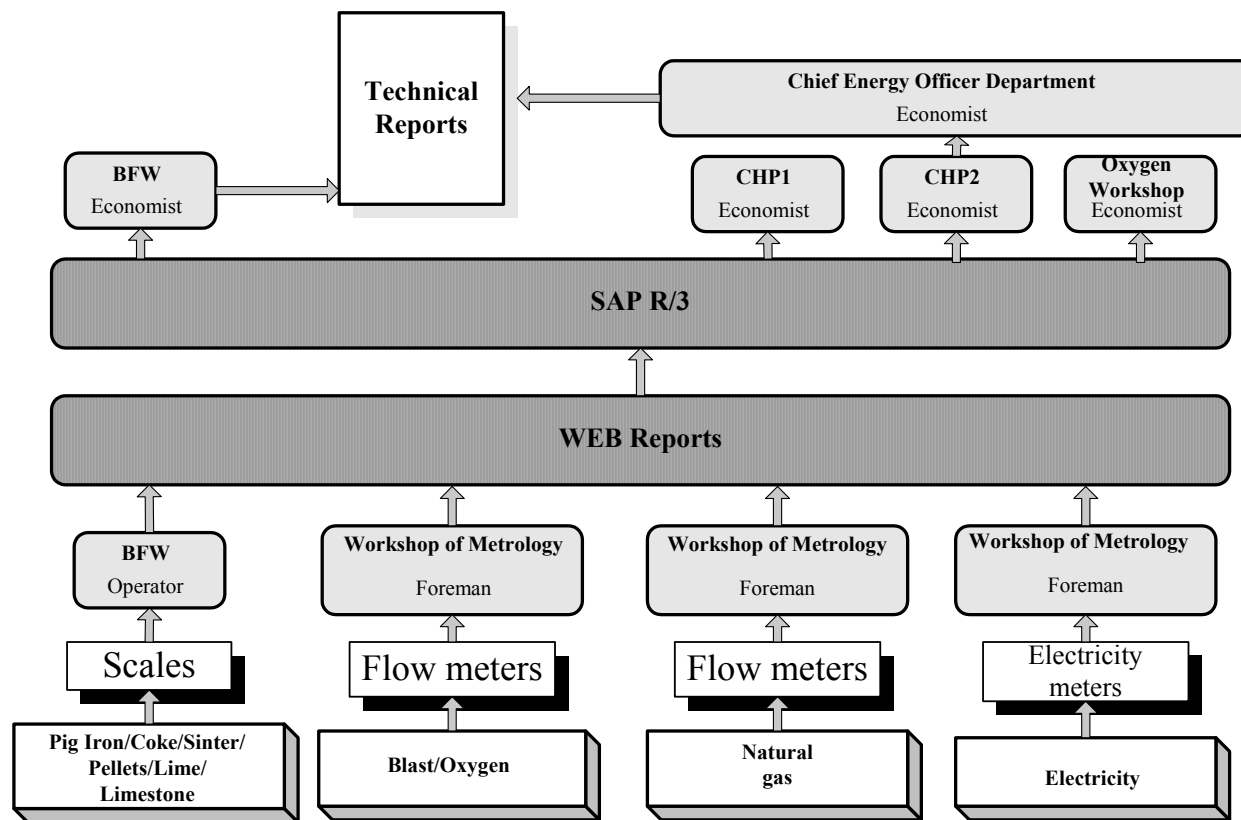 Technical
Reports
Chief Energy Officer Department
Economist
BFW
Economist
CHP1
Economist
CHP2
Economist
Oxygen
Workshop
Economist
SAP R/3
WEB Reports
BFW
Operator
Workshop of Metrology
Foreman
Workshop of Metrology
Foreman
Workshop of Metrology
Foreman
Scales
Flow meters
Flow meters
Electricity
meters
Pig Iron/Coke/Sinter/
Pellets/Lime/
Limestone
Blast/Oxygen
Natural
gas
Electricity